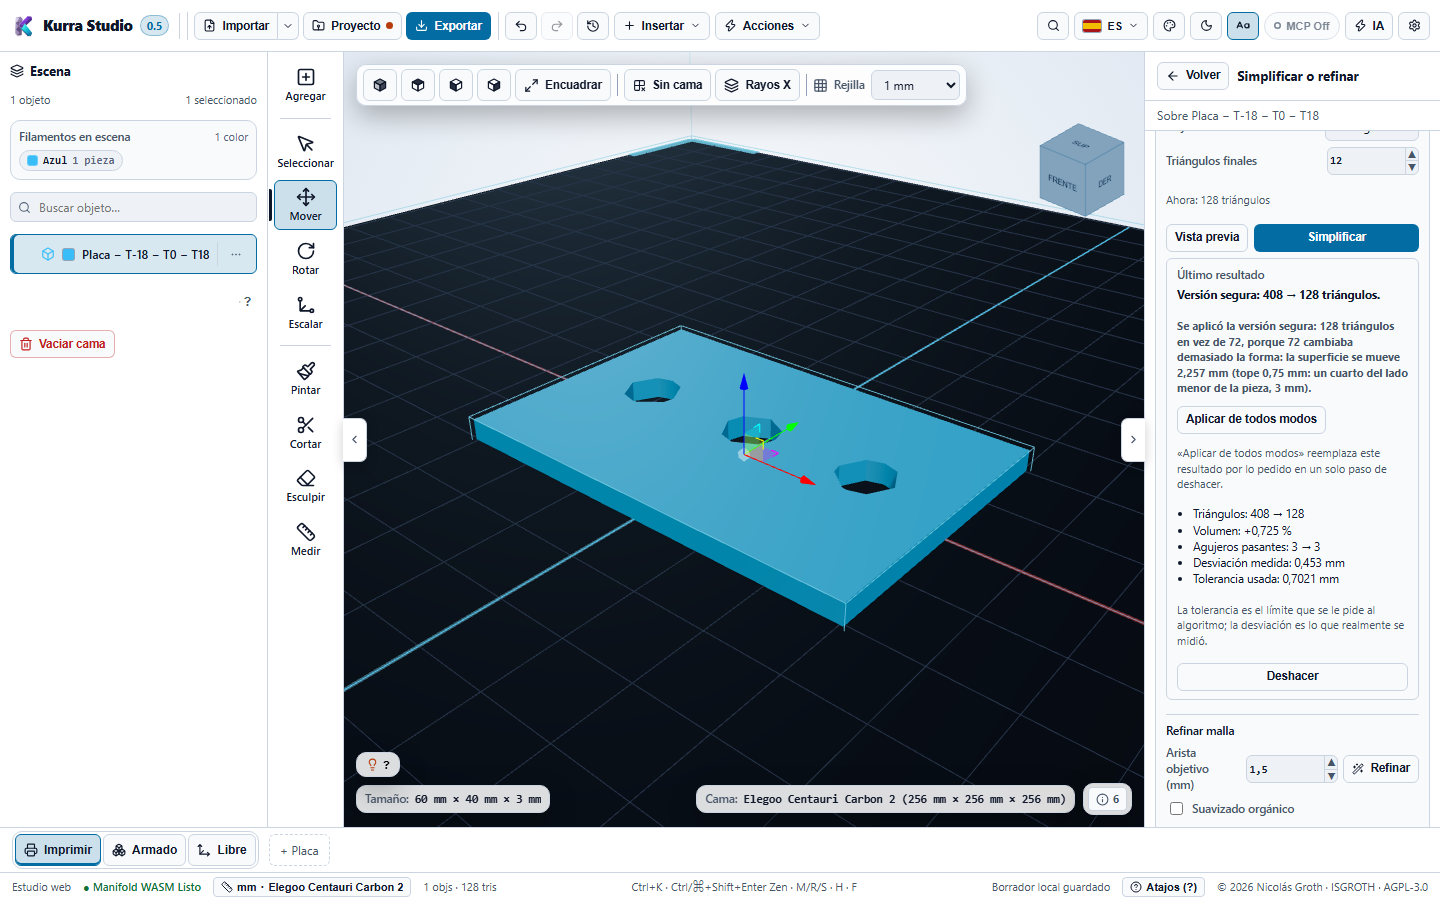 Kurra Studio 0.5 Importar Proyecto Exportar Insertar Acciones ES Aa MCP Off IA
Escena
1 objeto 1 seleccionado
Filamentos en escena 1 color
Azul 1 pieza
Buscar objeto...
Placa – T-18 – T0 – T18 ...
· ?
Vaciar cama
Agregar
Seleccionar
Mover
Rotar
Escalar
Pintar
Cortar
Esculpir
Medir
Encuadrar Sin cama Rayos X Rejilla 1 mm
SUP
FRENTE DER
?
Tamaño: 60 mm × 40 mm × 3 mm
Cama: Elegoo Centauri Carbon 2 (256 mm × 256 mm × 256 mm)
6
Volver Simplificar o refinar
Sobre Placa – T-18 – T0 – T18
Triángulos finales 12
Ahora: 128 triángulos
Vista previa Simplificar
Último resultado
Versión segura: 408 → 128 triángulos.
Se aplicó la versión segura: 128 triángulos
en vez de 72, porque 72 cambiaba
demasiado la forma: la superficie se mueve
2,257 mm (tope 0,75 mm: un cuarto del lado
menor de la pieza, 3 mm).
Aplicar de todos modos
«Aplicar de todos modos» reemplaza este
resultado por lo pedido en un solo paso de
deshacer.
• Triángulos: 408 → 128
• Volumen: +0,725 %
• Agujeros pasantes: 3 → 3
• Desviación medida: 0,453 mm
• Tolerancia usada: 0,7021 mm
La tolerancia es el límite que se le pide al
algoritmo; la desviación es lo que realmente se
midió.
Deshacer
Refinar malla
Arista
objetivo
(mm)
1,5 Refinar
Suavizado orgánico
Imprimir Armado Libre + Placa
Estudio web ● Manifold WASM Listo mm · Elegoo Centauri Carbon 2 1 objs · 128 tris Ctrl+K · Ctrl/⌘+Shift+Enter Zen · M/R/S · H · F Borrador local guardado Atajos (?) © 2026 Nicolás Groth · ISGROTH · AGPL-3.0